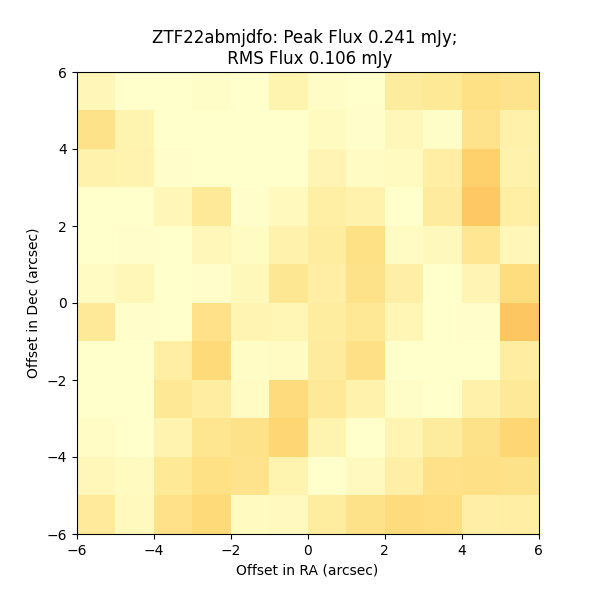 ZTF22abmjdfo: Peak Flux 0.241 mJy;
RMS Flux 0.106 mJy
6
4
2
0
−2
−4
−6
Offset in Dec (arcsec)
−6 −4 −2 0 2 4 6
Offset in RA (arcsec)